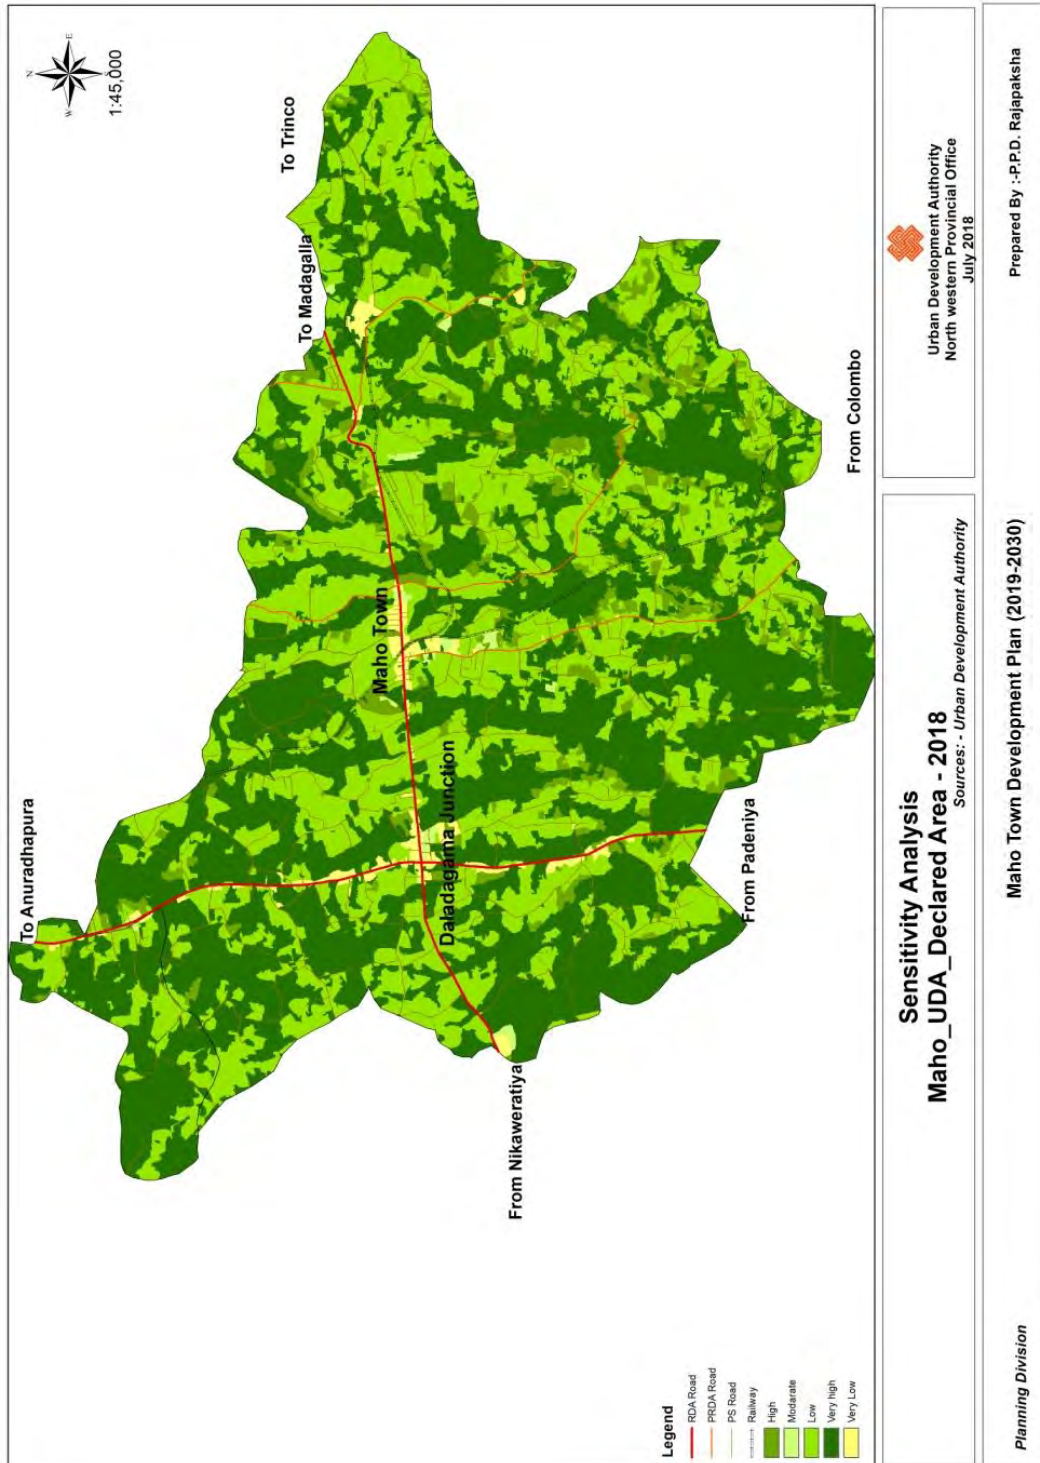 N
E
S
W
1:45,000
To Anuradhapura
To Trinco
To Madagalla
Maho Town
Daladagama Junction
From Nikaweratiya
From Padeniya
From Colombo
Legend
RDA Road
PRDA Road
PS Road
Railway
High
Modarate
Low
Very high
Very Low
Sensitivity Analysis
Maho_UDA_Declared Area - 2018
Sources: - Urban Development Authority
Urban Development Authority
North western Provincial Office
July 2018
Planning Division
Maho Town Development Plan (2019-2030)
Prepared By :-P.P.D. Rajapaksha